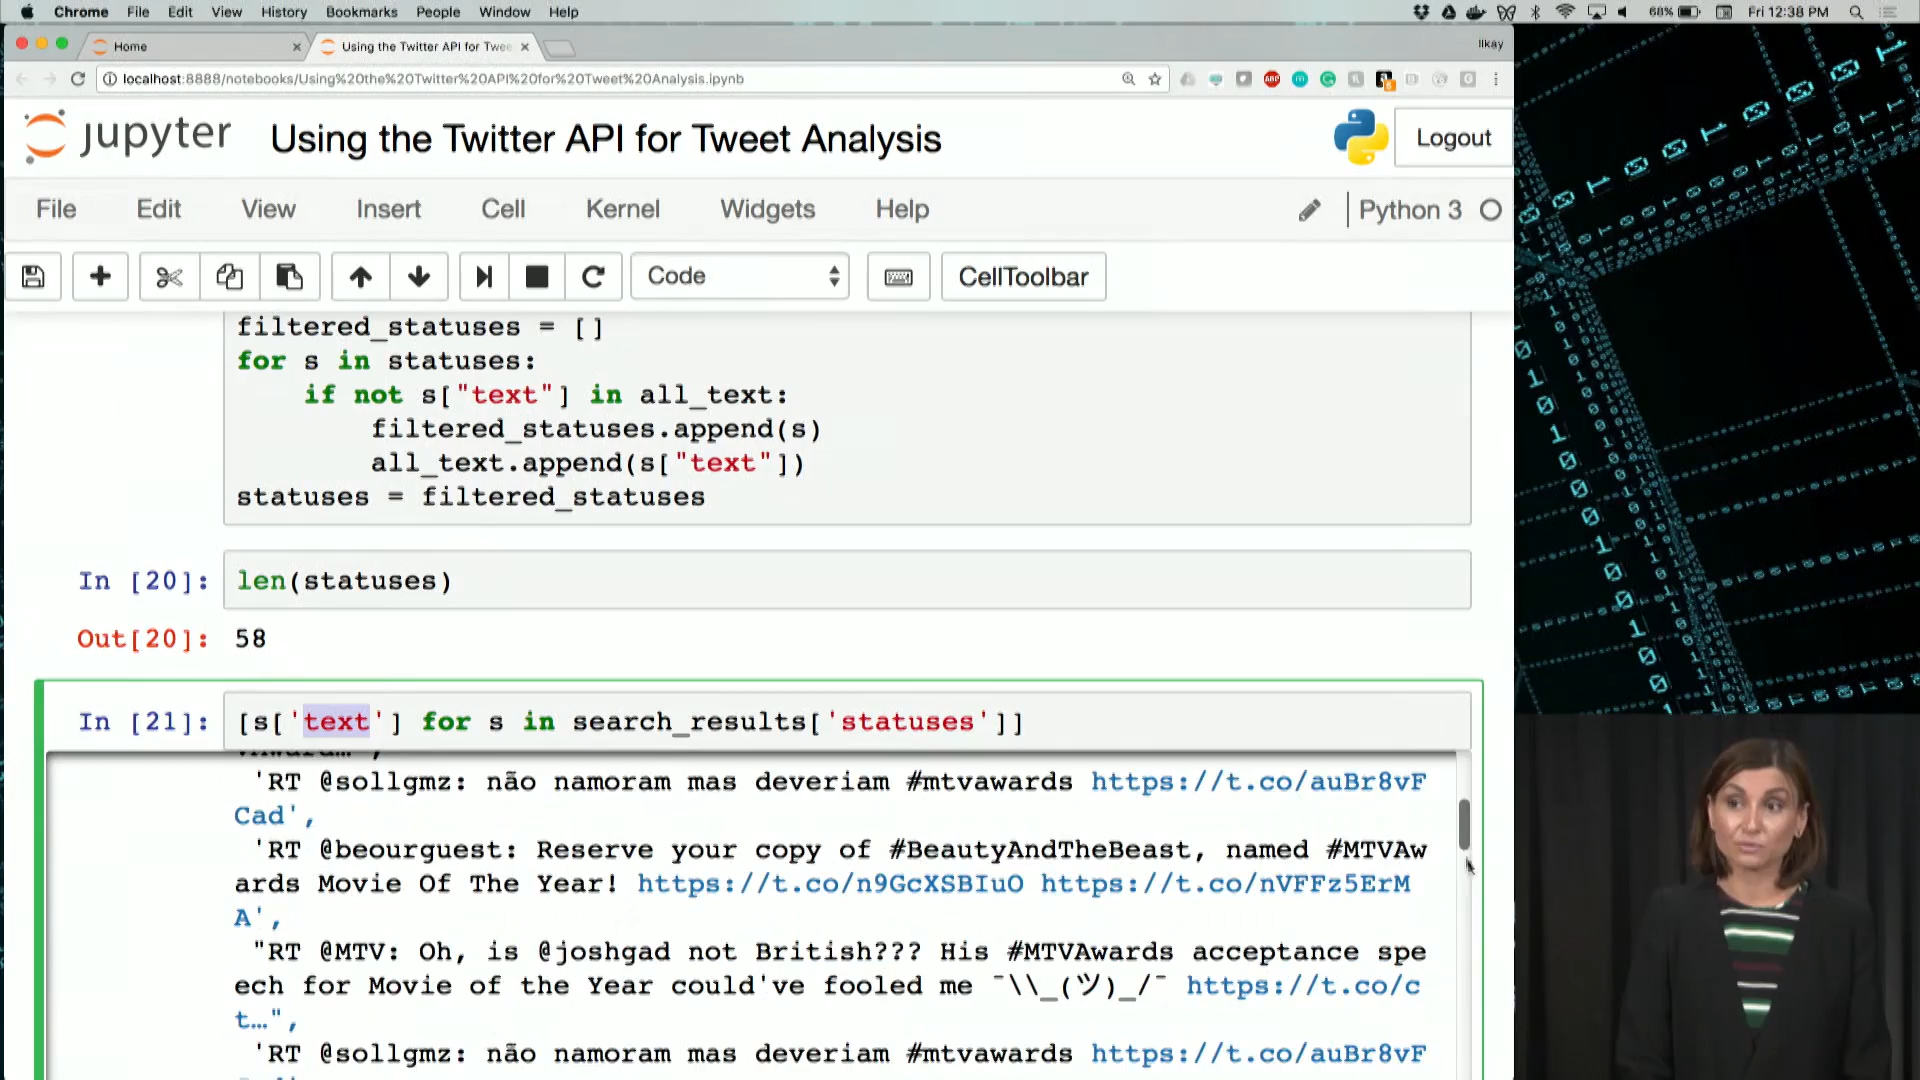 Chrome File Edit View History Bookmarks People Window Help 68% Fri 12:38 PM
Home Using the Twitter API for Twee Ilkay
localhost:8888/notebooks/Using%20the%20Twitter%20API%20for%20Tweet%20Analysis.ipynb
jupyter Using the Twitter API for Tweet Analysis Logout
File Edit View Insert Cell Kernel Widgets Help Python 3
Code CellToolbar
filtered_statuses = []
for s in statuses:
if not s["text"] in all_text:
filtered_statuses.append(s)
all_text.append(s["text"])
statuses = filtered_statuses
In [20]: len(statuses)
Out[20]: 58
In [21]: [s['text'] for s in search_results['statuses']]
'RT @sollgmz: não namoram mas deveriam #mtvawards https://t.co/auBr8vF
Cad',
'RT @beourguest: Reserve your copy of #BeautyAndTheBeast, named #MTVAw
ards Movie Of The Year! https://t.co/n9GcXSBIuO https://t.co/nVFFz5ErM
A',
"RT @MTV: Oh, is @joshgad not British??? His #MTVAwards acceptance spe
ech for Movie of the Year could've fooled me ¯\\_(ツ)_/¯ https://t.co/c
t…",
'RT @sollgmz: não namoram mas deveriam #mtvawards https://t.co/auBr8vF